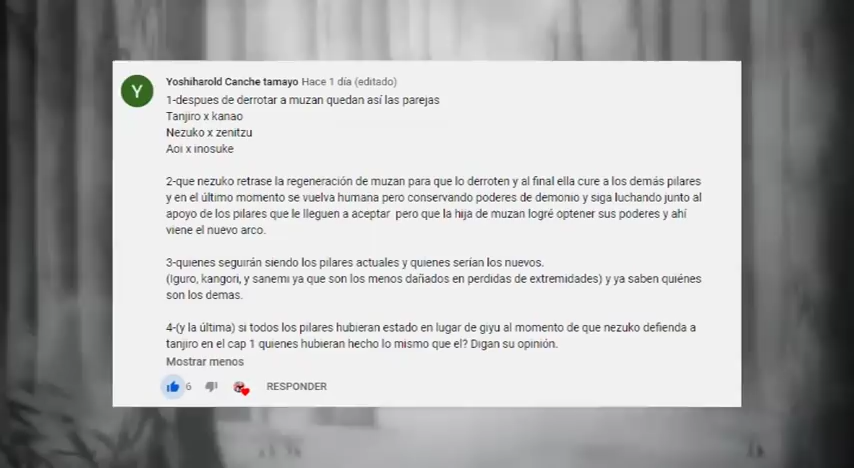 Y
Yoshiharold Canche tamayo Hace 1 día (editado)
1-despues de derrotar a muzan quedan así las parejas
Tanjiro x kanao
Nezuko x zenitzu
Aoi x inosuke
2-que nezuko retrase la regeneración de muzan para que lo derroten y al final ella cure a los demás pilares
y en el último momento se vuelva humana pero conservando poderes de demonio y siga luchando junto al
apoyo de los pilares que le lleguen a aceptar pero que la hija de muzan logré optener sus poderes y ahí
viene el nuevo arco.
3-quienes seguirán siendo los pilares actuales y quienes serían los nuevos.
(Iguro, kangori, y sanemi ya que son los menos dañados en perdidas de extremidades) y ya saben quiénes
son los demas.
4-(y la última) si todos los pilares hubieran estado en lugar de giyu al momento de que nezuko defienda a
tanjiro en el cap 1 quienes hubieran hecho lo mismo que el? Digan su opinión.
Mostrar menos
6 RESPONDER